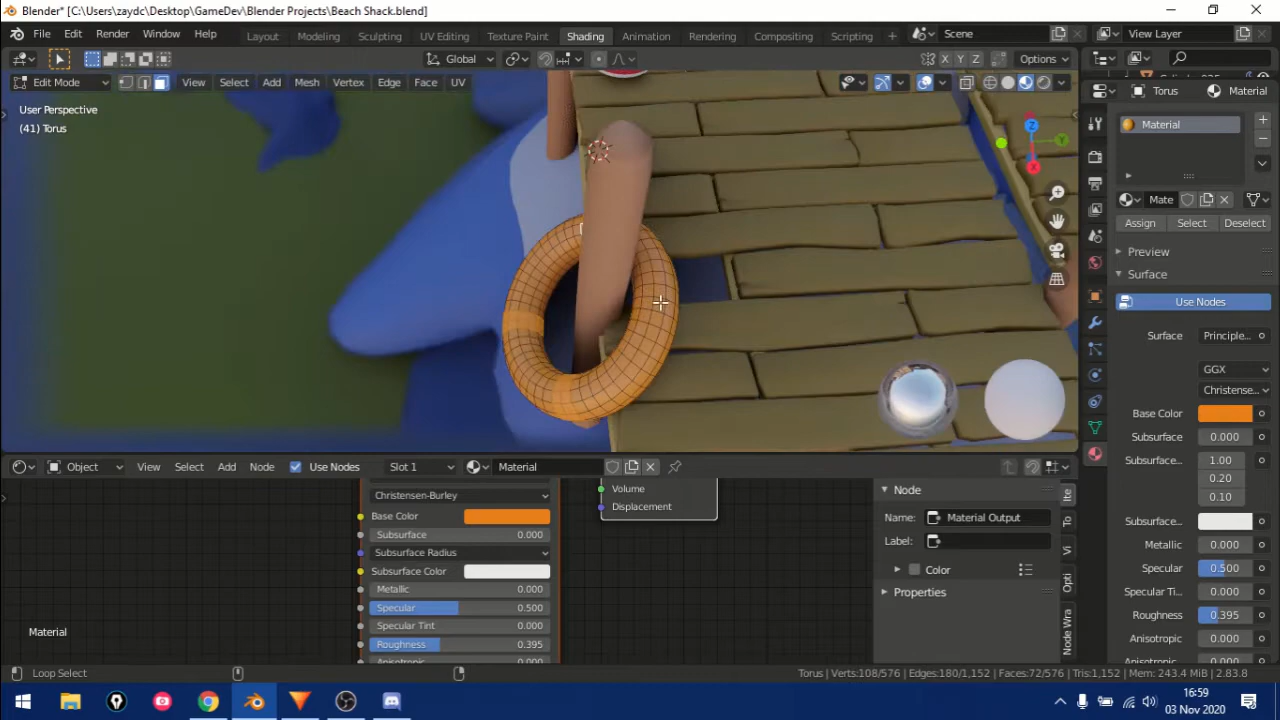 Blender* [C:\Users\zaydc\Desktop\GameDev\Blender Projects\Beach Shack.blend]
File Edit Render Window Help Layout Modeling Sculpting UV Editing Texture Paint Shading Animation Rendering Compositing Scripting Scene View Layer
Global Options
X Y Z
Edit Mode View Select Add Mesh Vertex Edge Face UV
User Perspective
(41) Torus
Z Y X
Torus Material
Material
Mate
Assign Select Deselect
Preview
Surface
Use Nodes
Surface Principle...
GGX
Christense...
Base Color
Subsurface 0.000
Subsurface... 1.00
0.20
0.10
Subsurface...
Metallic 0.000
Specular 0.500
Specular Ti... 0.000
Roughness 0.395
Anisotropic 0.000
Object View Select Add Node Use Nodes Slot 1 Material
Christensen-Burley
Base Color
Subsurface 0.000
Subsurface Radius
Subsurface Color
Metallic 0.000
Specular 0.500
Specular Tint 0.000
Roughness 0.395
Volume
Displacement
Material
Node
Name: Material Output
Label:
Color
Properties
Ite
To
Vi
Opti
Node Wra
Loop Select
Torus | Verts:108/576 | Edges:180/1,152 | Faces:72/576 | Tris:1,152 | Mem: 243.4 MiB | 2.83.8
16:59
03 Nov 2020